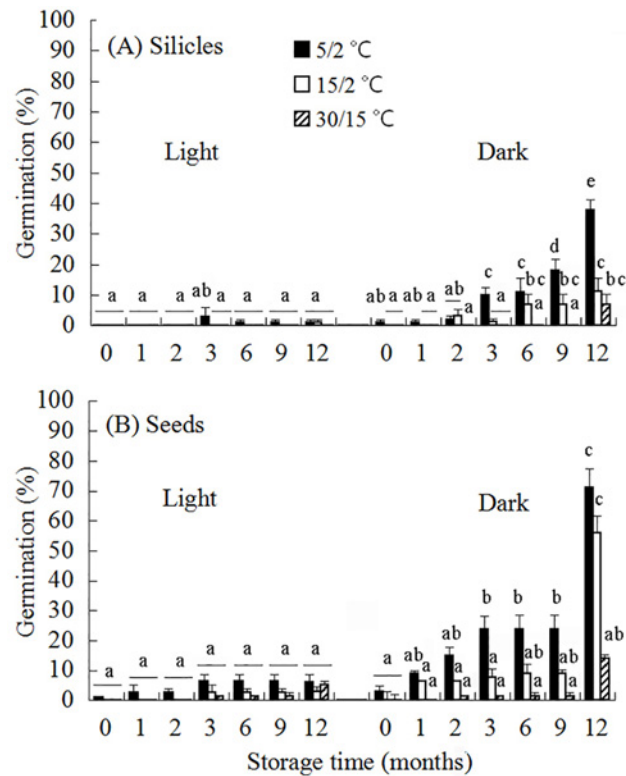 100
90
80
70
60
50
40
30
20
10
0
Germination (%)
(A) Silicles
5/2 °C
15/2 °C
30/15 °C
Light
Dark
a a a ab a a a a ab a ab a ab a c a c bc a d bc a e c bc
0 1 2 3 6 9 12 0 1 2 3 6 9 12
100
90
80
70
60
50
40
30
20
10
0
Germination (%)
(B) Seeds
Light
Dark
a a a a a a a a ab a a ab a a b a a b ab a b ab a c c ab
0 1 2 3 6 9 12 0 1 2 3 6 9 12
Storage time (months)